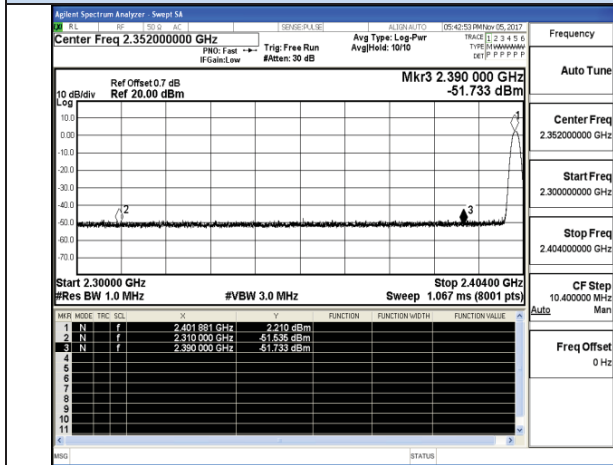 Agilent Spectrum Analyzer - Swept SA
RL RF 50 Ω AC SENSE:PULSE ALIGN AUTO 05:42:53 PM Nov 05, 2017
Center Freq 2.352000000 GHz
PNO: Fast
IFGain:Low
Trig: Free Run
#Atten: 30 dB
Avg Type: Log-Pwr
Avg|Hold: 10/10
TRACE 1 2 3 4 5 6
TYPE M WWWWW
DET P P P P P P
Ref Offset 0.7 dB
10 dB/div Ref 20.00 dBm
Log
Mkr3 2.390 000 GHz
-51.733 dBm
10.0
0.00
-10.0
-20.0
-30.0
-40.0
-50.0
-60.0
-70.0
1
2
3
Start 2.30000 GHz Stop 2.40400 GHz
#Res BW 1.0 MHz #VBW 3.0 MHz Sweep 1.067 ms (8001 pts)
MKR MODE TRC SCL X Y FUNCTION FUNCTION WIDTH FUNCTION VALUE
1 N f 2.401 881 GHz 2.210 dBm
2 N f 2.310 000 GHz -51.535 dBm
3 N f 2.390 000 GHz -51.733 dBm
4
5
6
7
8
9
10
11
MSG STATUS
Frequency
Auto Tune
Center Freq
2.352000000 GHz
Start Freq
2.300000000 GHz
Stop Freq
2.404000000 GHz
CF Step
10.400000 MHz
Auto Man
Freq Offset
0 Hz